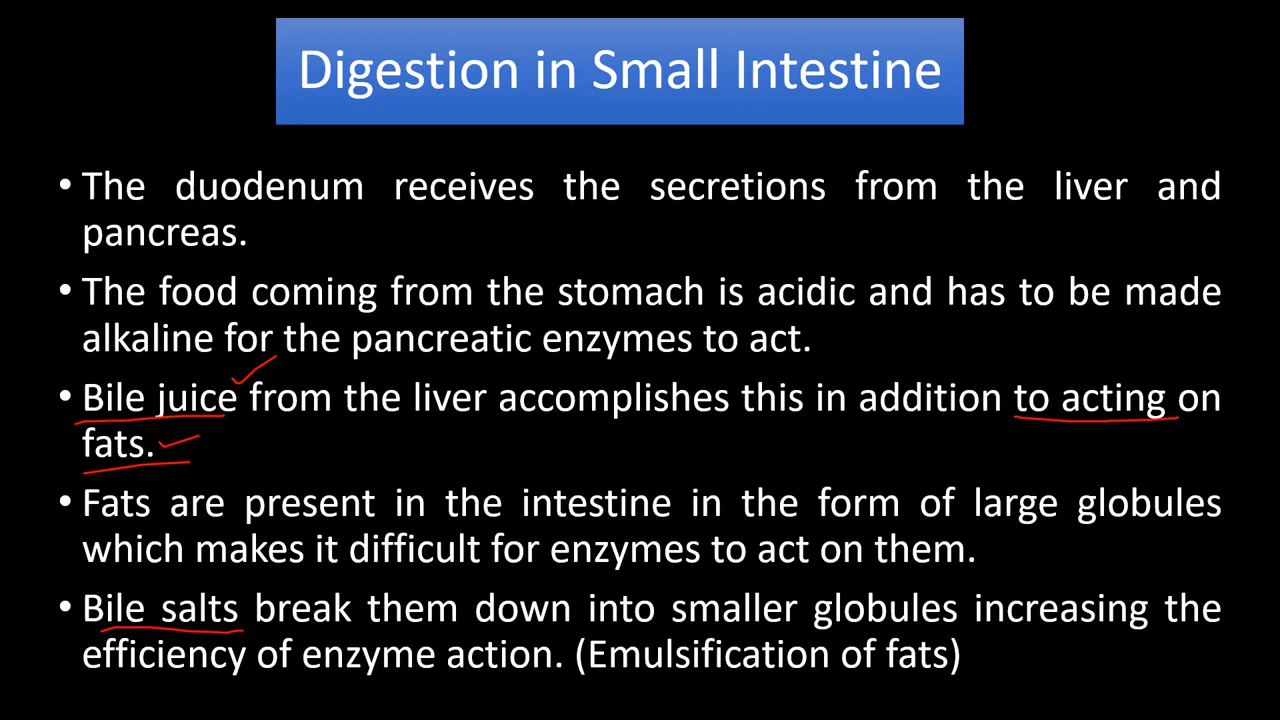 Digestion in Small Intestine
• The duodenum receives the secretions from the liver and
pancreas.
• The food coming from the stomach is acidic and has to be made
alkaline for the pancreatic enzymes to act.
• Bile juice from the liver accomplishes this in addition to acting on
fats.
• Fats are present in the intestine in the form of large globules
which makes it difficult for enzymes to act on them.
• Bile salts break them down into smaller globules increasing the
efficiency of enzyme action. (Emulsification of fats)